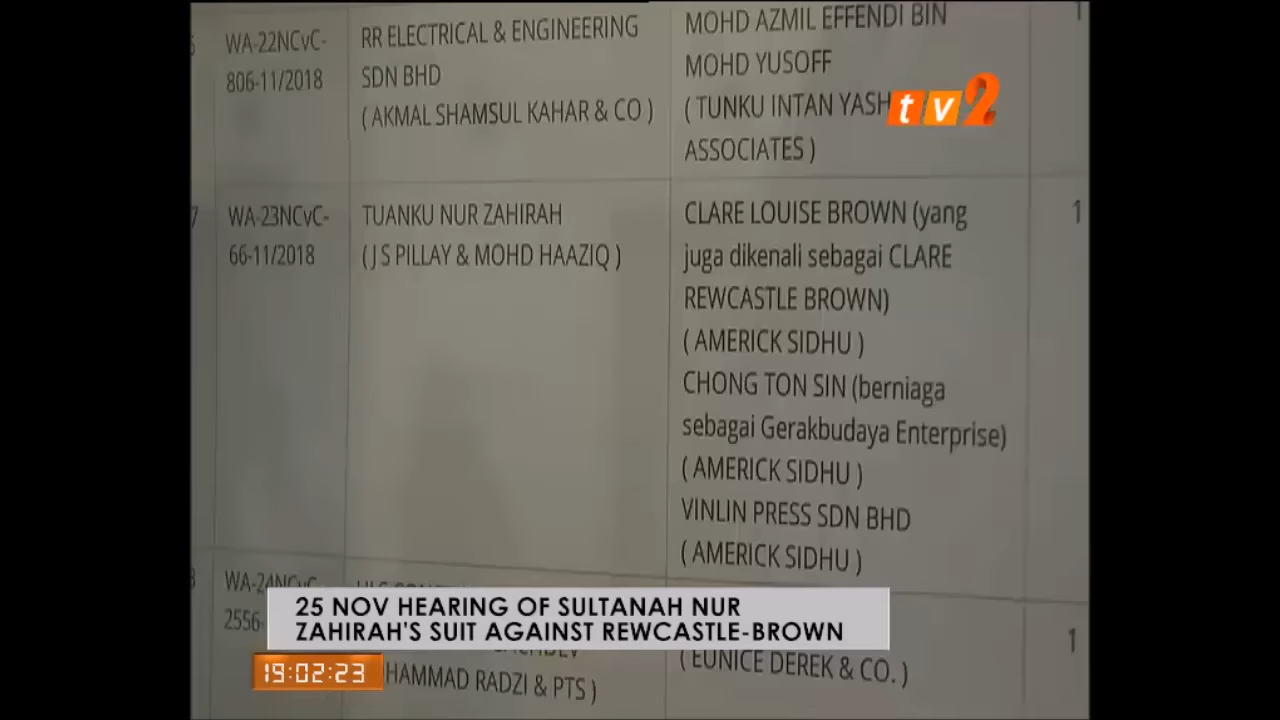 WA-22NCvC-
806-11/2018
RR ELECTRICAL & ENGINEERING
SDN BHD
( AKMAL SHAMSUL KAHAR & CO )
MOHD AZMIL EFFENDI BIN
MOHD YUSOFF
( TUNKU INTAN YASH
ASSOCIATES )
1
tv2
7
WA-23NCvC-
66-11/2018
TUANKU NUR ZAHIRAH
( J S PILLAY & MOHD HAAZIQ )
CLARE LOUISE BROWN (yang
juga dikenali sebagai CLARE
REWCASTLE BROWN)
( AMERICK SIDHU )
CHONG TON SIN (berniaga
sebagai Gerakbudaya Enterprise)
( AMERICK SIDHU )
VINLIN PRESS SDN BHD
( AMERICK SIDHU )
1
WA-24NCvC-
2556-
HAMMAD RADZI & PTS )
( EUNICE DEREK & CO. )
1
25 NOV HEARING OF SULTANAH NUR
ZAHIRAH'S SUIT AGAINST REWCASTLE-BROWN
19:02:23